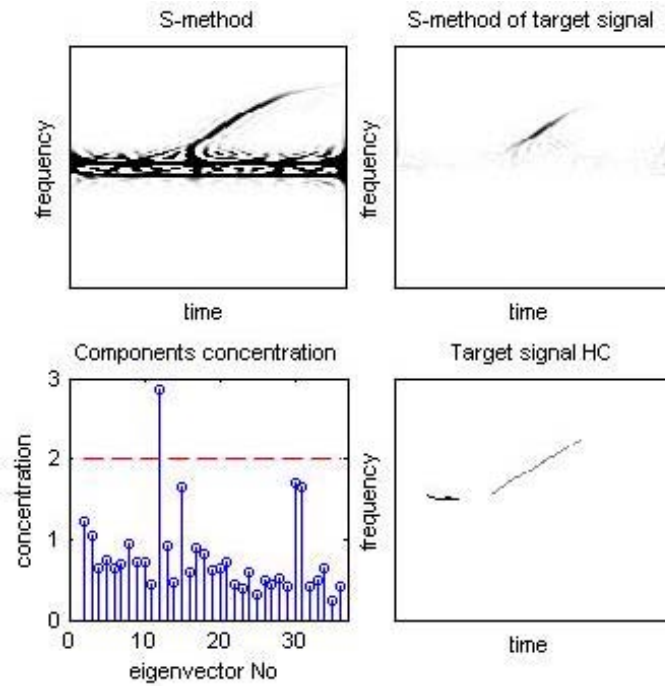 S-method
S-method of target signal
frequency
frequency
time
time
Components concentration
Target signal HC
3
2
1
0
concentration
frequency
0
10
20
30
eigenvector No
time